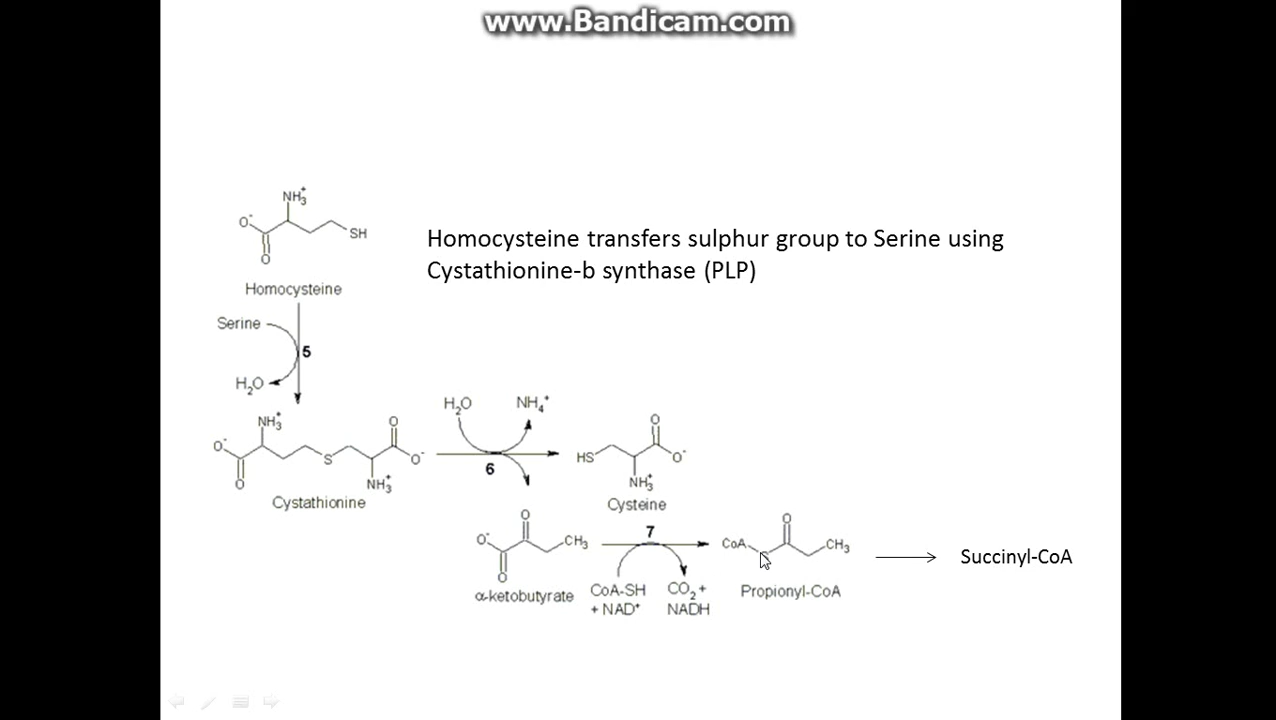 www.Bandicam.com
NH₃⁺
O⁻
SH
O
Homocysteine
Homocysteine transfers sulphur group to Serine using
Cystathionine-b synthase (PLP)
Serine
5
H₂O
NH₃⁺
O
O⁻
S
O⁻
O
NH₃⁺
Cystathionine
H₂O
NH₄⁺
6
O
HS
O⁻
NH₃⁺
Cysteine
O
O⁻
CH₃
O
α-ketobutyrate
7
CoA-SH
+ NAD⁺
CO₂ +
NADH
O
CoA
CH₃
Propionyl-CoA
Succinyl-CoA